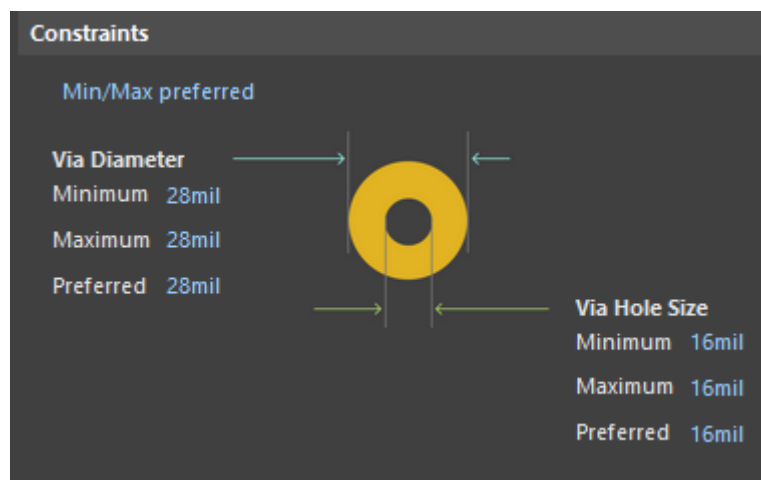 Constraints
Min/Max preferred
Via Diameter
Minimum 28mil
Maximum 28mil
Preferred 28mil
Via Hole Size
Minimum 16mil
Maximum 16mil
Preferred 16mil